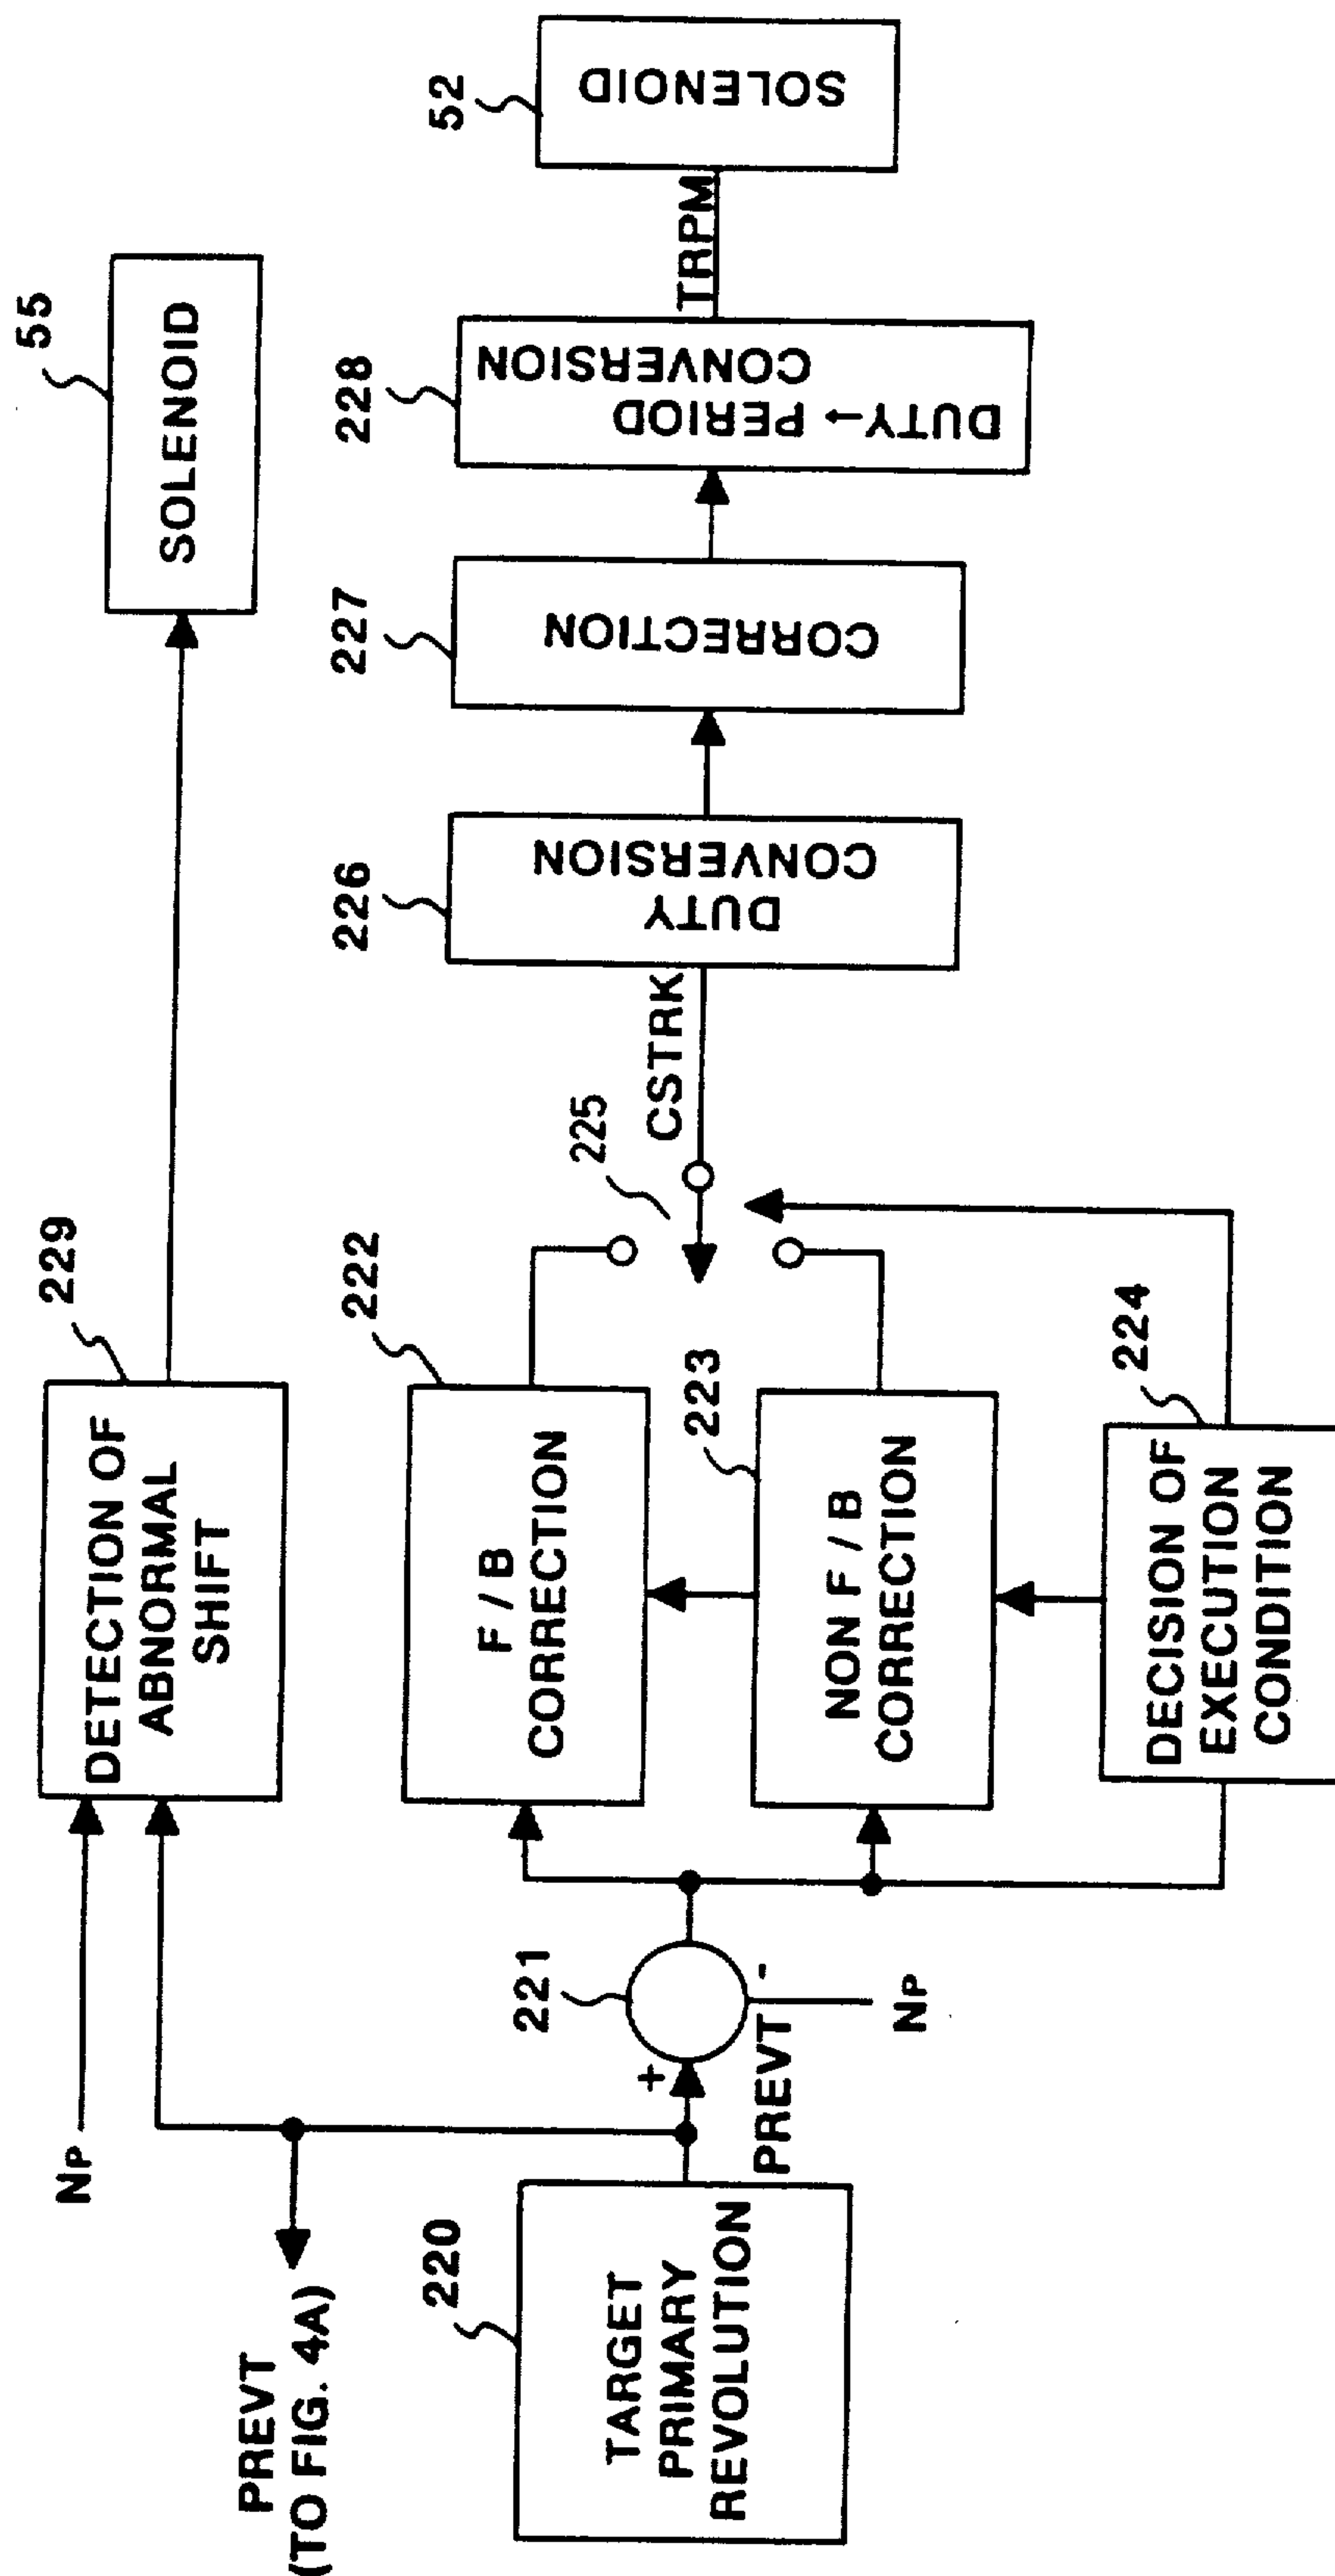 PREVT
(TO FIG. 4A)
NP
229
DETECTION OF
ABNORMAL
SHIFT
55
SOLENOID
220
TARGET
PRIMARY
REVOLUTION
+
221
-
PREVT
NP
222
F / B
CORRECTION
223
NON F / B
CORRECTION
224
DECISION OF
EXECUTION
CONDITION
225
CSTRK
226
DUTY
CONVERSION
227
CORRECTION
228
DUTY→PERIOD
CONVERSION
TRPM
52
SOLENOID